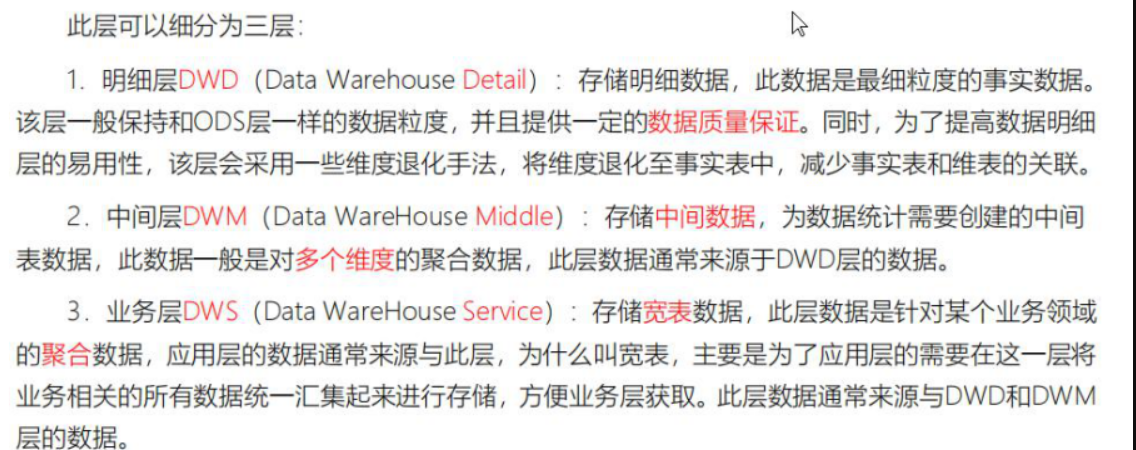 此层可以细分为三层：
1. 明细层DWD（Data Warehouse Detail）：存储明细数据，此数据是最细粒度的事实数据。
该层一般保持和ODS层一样的数据粒度，并且提供一定的数据质量保证。同时，为了提高数据明细
层的易用性，该层会采用一些维度退化手法，将维度退化至事实表中，减少事实表和维表的关联。
2. 中间层DWM（Data WareHouse Middle）：存储中间数据，为数据统计需要创建的中间
表数据，此数据一般是对多个维度的聚合数据，此层数据通常来源于DWD层的数据。
3. 业务层DWS（Data WareHouse Service）：存储宽表数据，此层数据是针对某个业务领域
的聚合数据，应用层的数据通常来源与此层，为什么叫宽表，主要是为了应用层的需要在这一层将
业务相关的所有数据统一汇集起来进行存储，方便业务层获取。此层数据通常来源与DWD和DWM
层的数据。